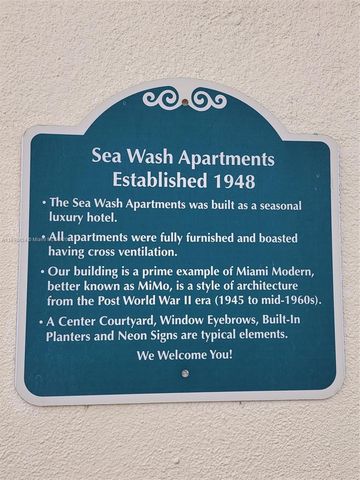 Sea Wash Apartments
Established 1948
• The Sea Wash Apartments was built as a seasonal
luxury hotel.
• All apartments were fully furnished and boasted
having cross ventilation.
• Our building is a prime example of Miami Modern,
better known as MiMo, is a style of architecture
from the Post World War II era (1945 to mid-1960s).
• A Center Courtyard, Window Eyebrows, Built-In
Planters and Neon Signs are typical elements.
We Welcome You!